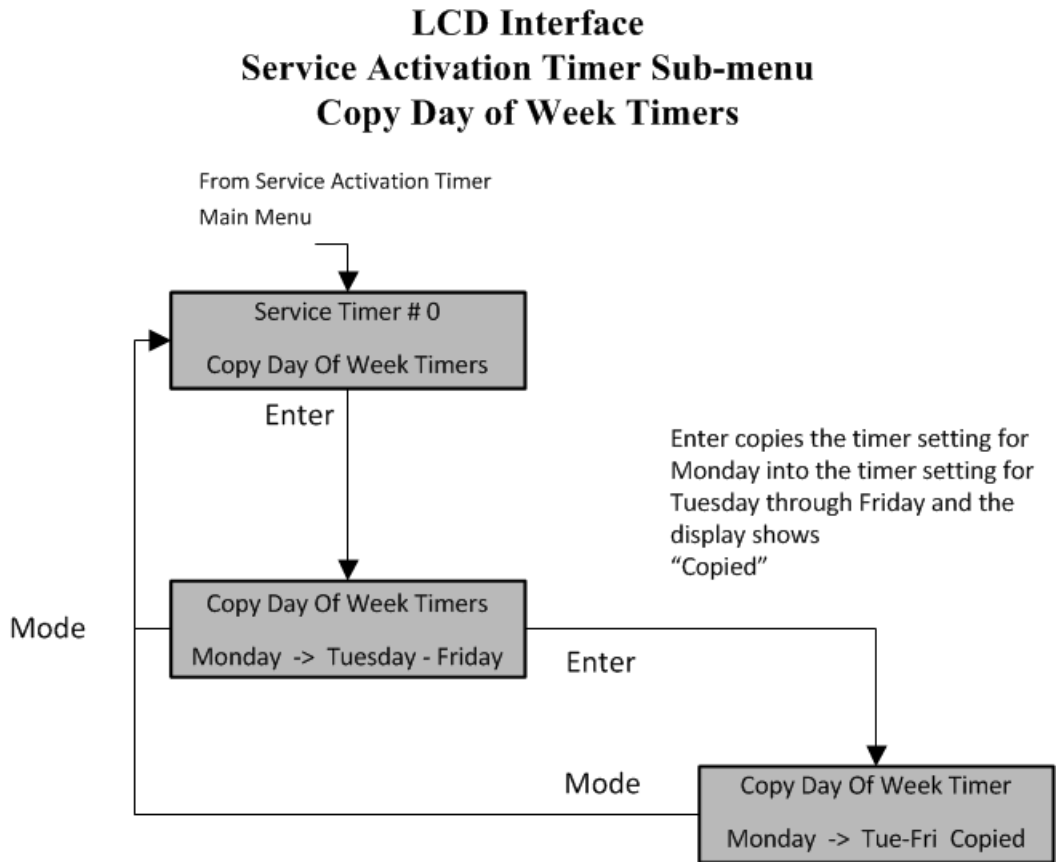 LCD Interface
Service Activation Timer Sub-menu
Copy Day of Week Timers
From Service Activation Timer
Main Menu
Service Timer # 0
Copy Day Of Week Timers
Enter
Enter copies the timer setting for
Monday into the timer setting for
Tuesday through Friday and the
display shows
“Copied”
Copy Day Of Week Timers
Monday -> Tuesday - Friday
Mode
Enter
Mode
Copy Day Of Week Timer
Monday -> Tue-Fri Copied